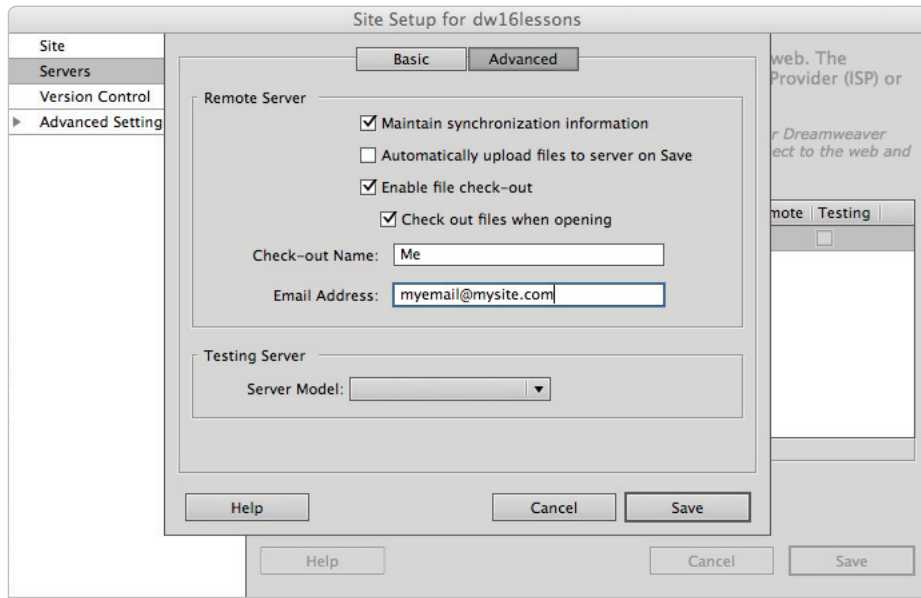 Site Setup for dw16lessons
Site
Servers
Version Control
Advanced Setting
Basic
Advanced
web. The
Provider (ISP) or
r Dreamweaver
ect to the web and
mote
Testing
Remote Server
Maintain synchronization information
Automatically upload files to server on Save
Enable file check-out
Check out files when opening
Check-out Name: Me
Email Address: myemail@mysite.com
Testing Server
Server Model:
Help
Cancel
Save
Help
Cancel
Save